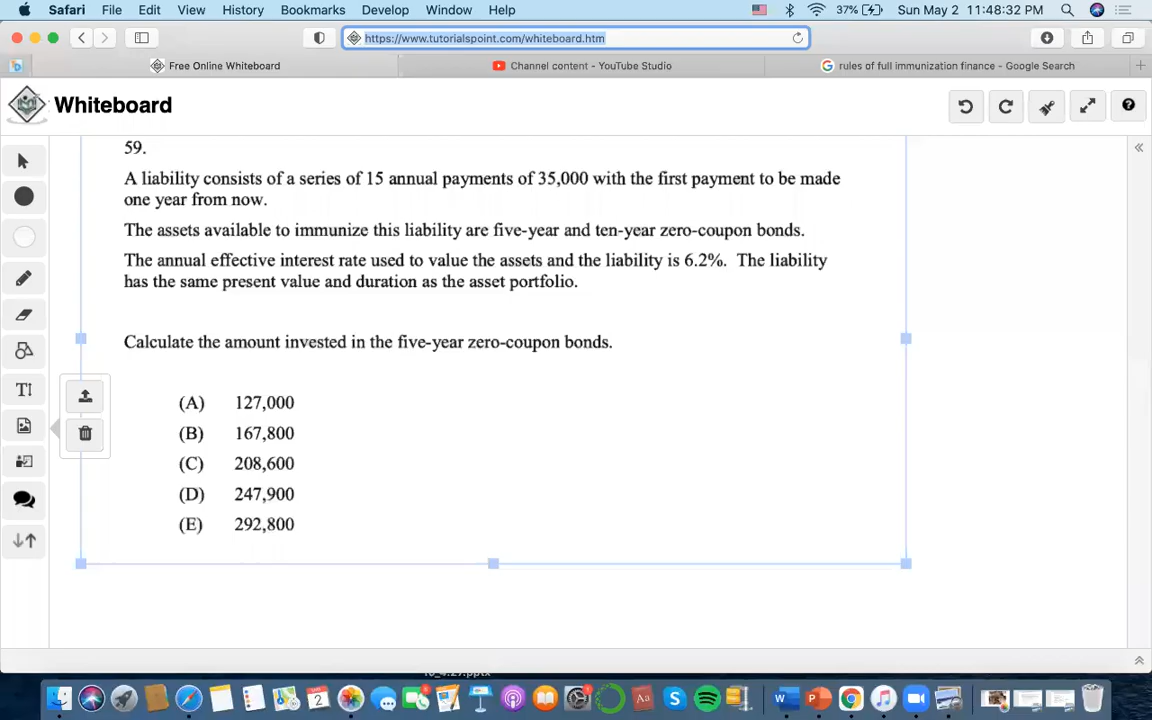 Safari File Edit View History Bookmarks Develop Window Help 37% Sun May 2 11:48:32 PM
https://www.tutorialspoint.com/whiteboard.htm
Free Online Whiteboard Channel content - YouTube Studio rules of full immunization finance - Google Search
Whiteboard
59.
A liability consists of a series of 15 annual payments of 35,000 with the first payment to be made
one year from now.
The assets available to immunize this liability are five-year and ten-year zero-coupon bonds.
The annual effective interest rate used to value the assets and the liability is 6.2%. The liability
has the same present value and duration as the asset portfolio.
Calculate the amount invested in the five-year zero-coupon bonds.
(A) 127,000
(B) 167,800
(C) 208,600
(D) 247,900
(E) 292,800